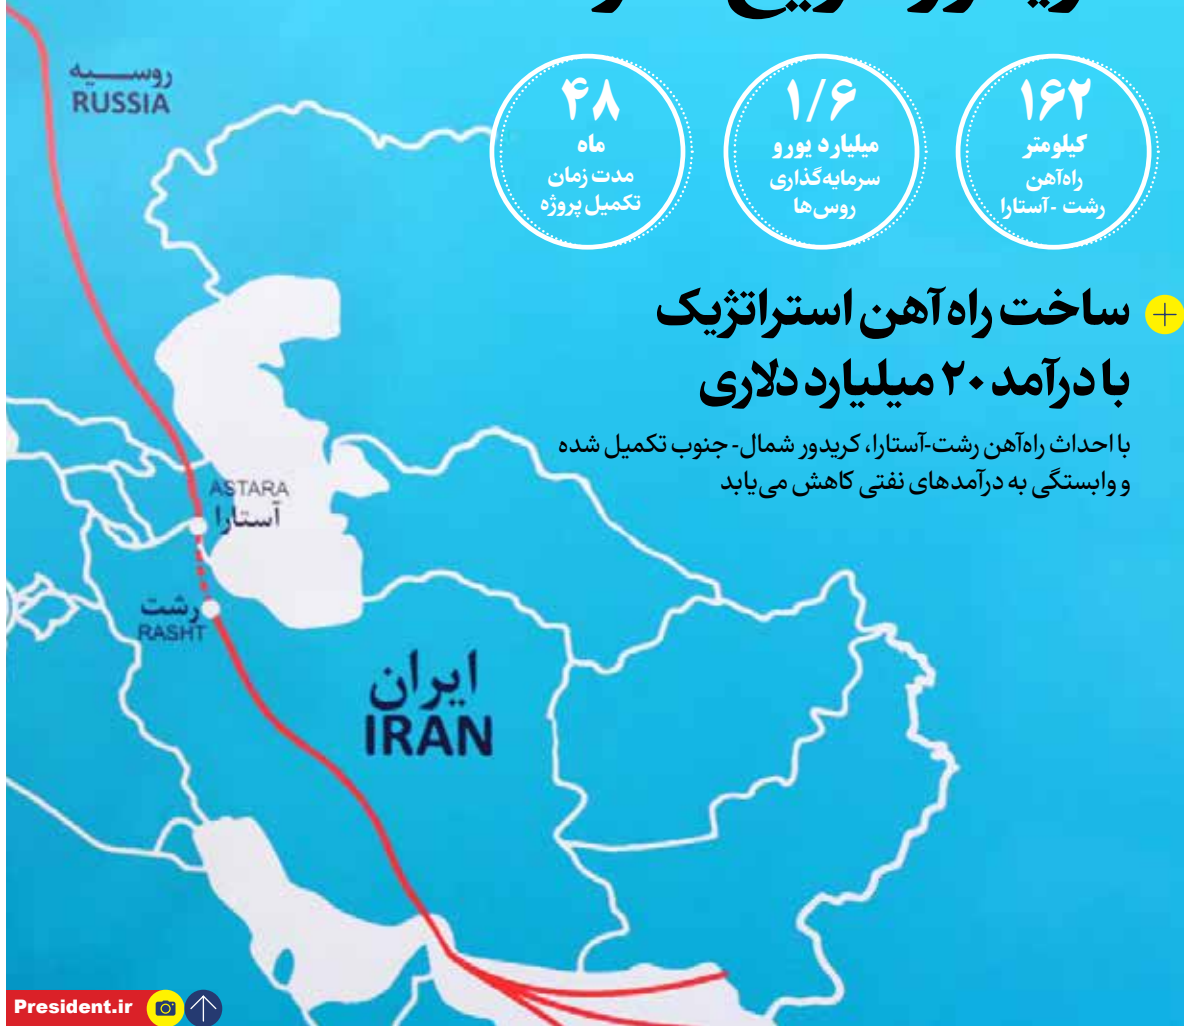 ۱۶۲
کیلومتر
راه‌آهن
رشت - آستارا
۱/۶
میلیارد یورو
سرمایه‌گذاری
روس‌ها
۴۸
ماه
مدت زمان
تکمیل پروژه
ساخت راه آهن استراتژیک
با درآمد ۲۰ میلیارد دلاری
با احداث راه‌آهن رشت-آستارا، کریدور شمال- جنوب تکمیل شده
و وابستگی به درآمدهای نفتی کاهش می‌یابد
روسیه
RUSSIA
ASTARA
آستارا
رشت
RASHT
ایران
IRAN
President.ir